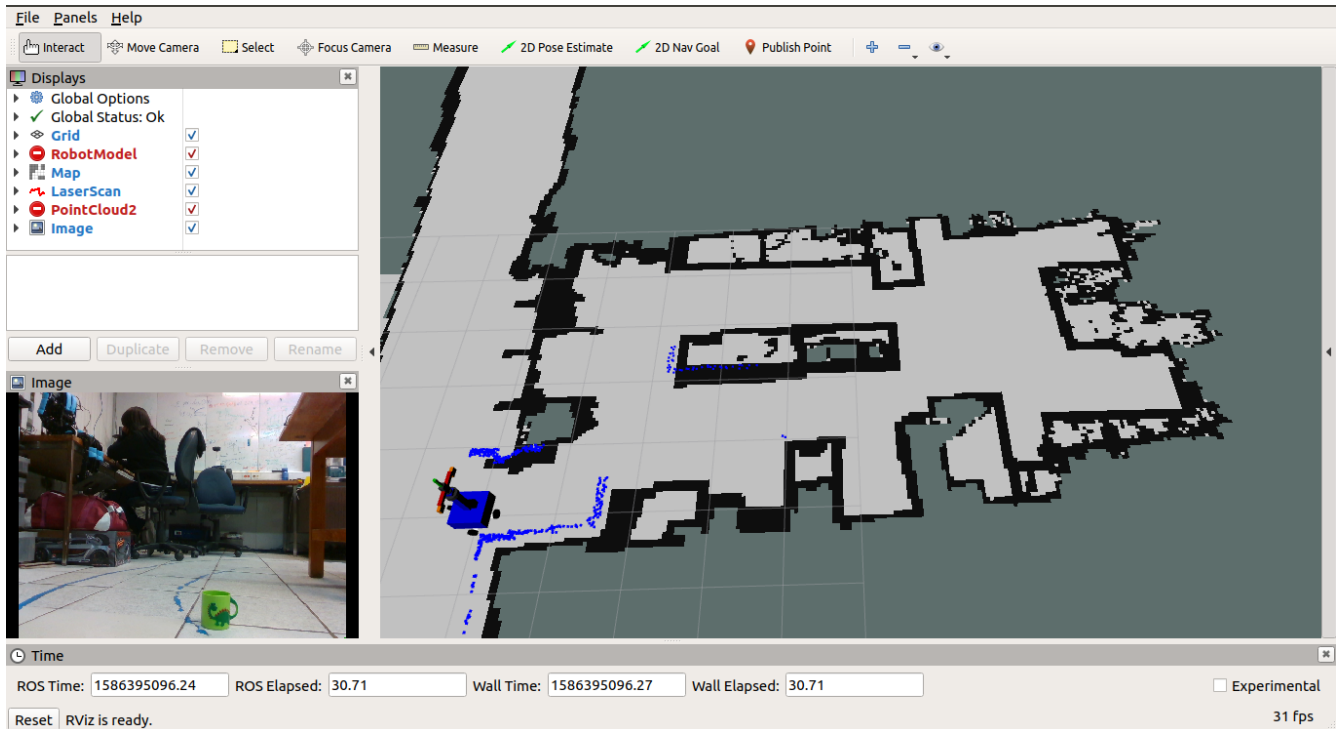 File Panels Help
Interact Move Camera Select Focus Camera Measure 2D Pose Estimate 2D Nav Goal Publish Point
Displays
Global Options
Global Status: Ok
Grid
RobotModel
Map
LaserScan
PointCloud2
Image
Add Duplicate Remove Rename
Image
Time
ROS Time: 1586395096.24 ROS Elapsed: 30.71 Wall Time: 1586395096.27 Wall Elapsed: 30.71 Experimental
Reset RViz is ready. 31 fps